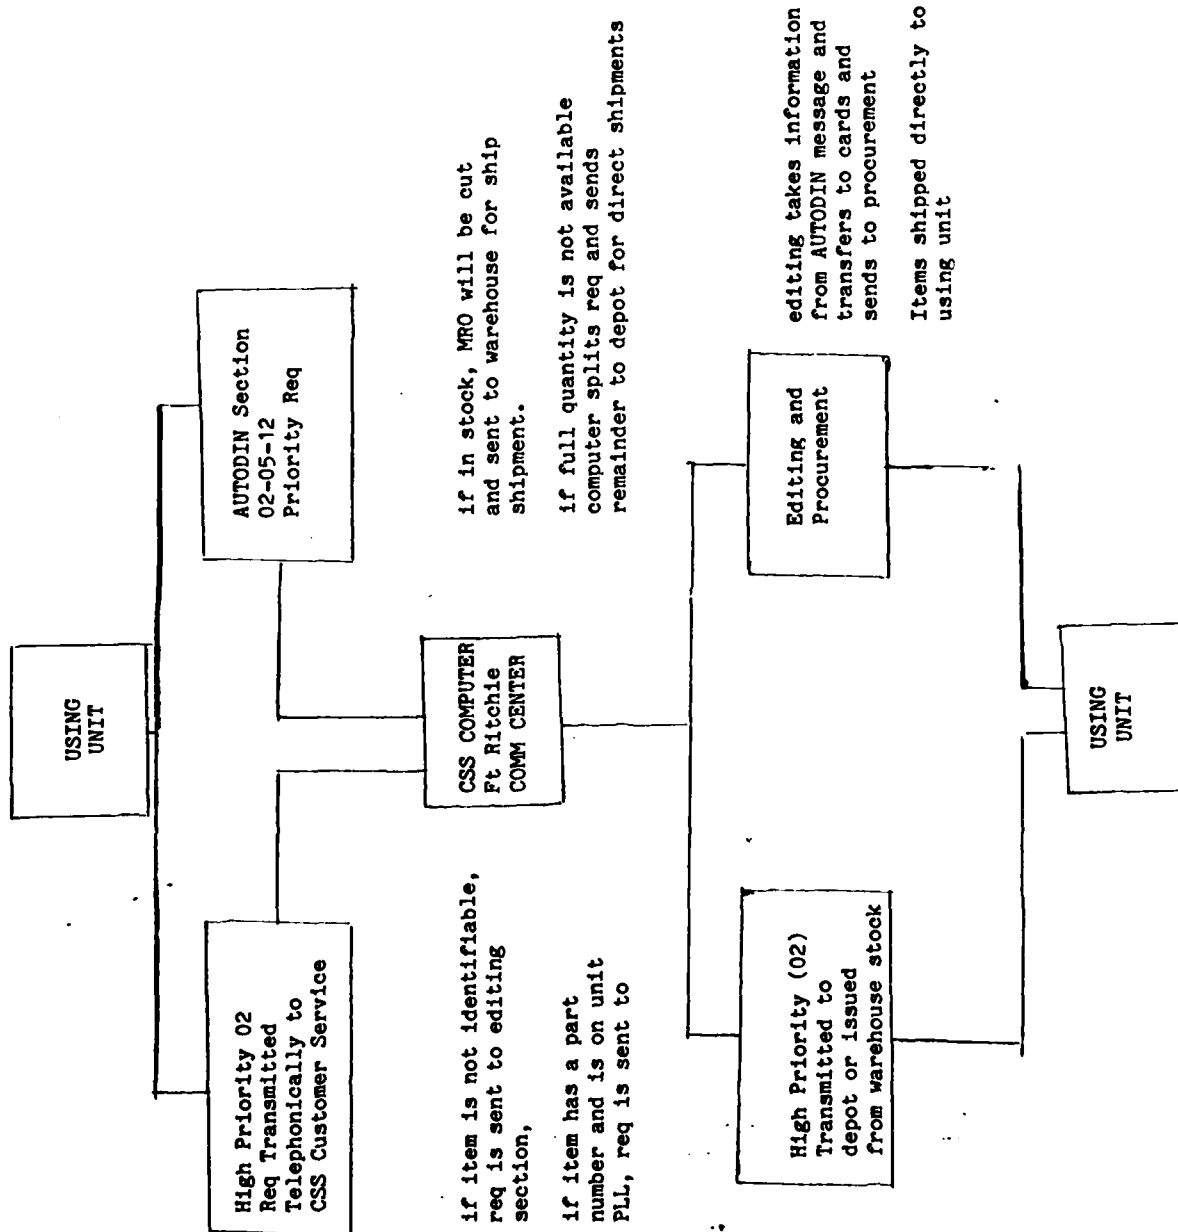 USING
UNIT
High Priority 02
Req Transmitted
Telephonically to
CSS Customer Service
AUTODIN Section
02-05-12
Priority Req
if item is not identifiable,
req is sent to editing
section,
if item has a part
number and is on unit
PLL, req is sent to
CSS COMPUTER
Ft Ritchie
COMM CENTER
if in stock, MRO will be cut
and sent to warehouse for ship
shipment.
if full quantity is not available
computer splits req and sends
remainder to depot for direct shipments
High Priority (02)
Transmitted to
depot or issued
from warehouse stock
Editing and
Procurement
editing takes information
from AUTODIN message and
transfers to cards and
sends to procurement
Items shipped directly to
using unit
USING
UNIT